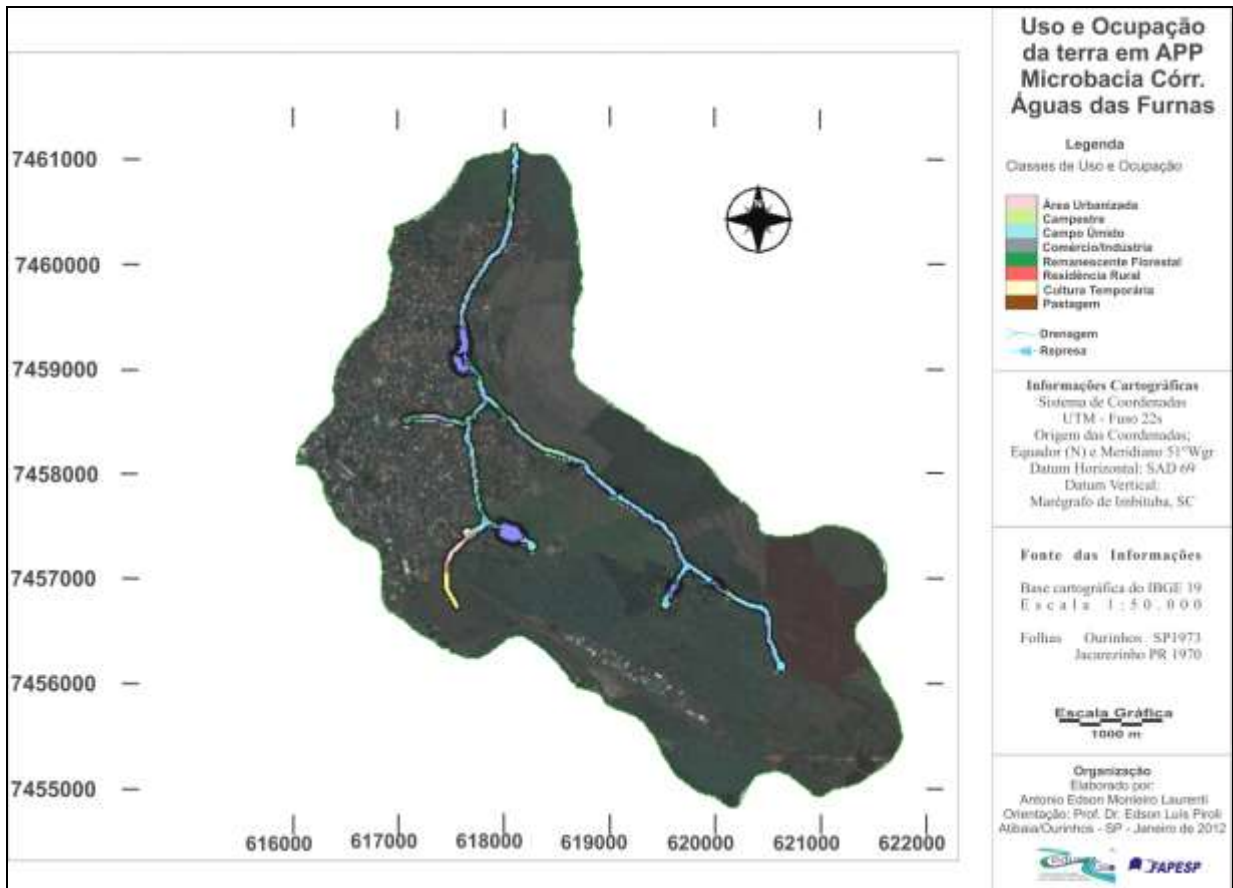 Uso e Ocupação
da terra em APP
Microbacia Córr.
Águas das Furnas
Legenda
Classes de Uso e Ocupação
Área Urbanizada
Campestre
Campo Úmido
Comércio/Indústria
Remanescente Florestal
Residência Rural
Cultura Temporária
Pastagem
Drenagem
Represa
Informações Cartográficas
Sistema de Coordenadas
UTM - Fuso 22s
Origem das Coordenadas;
Equador (N) e Meridiano 51°Wgr
Datum Horizontal: SAD 69
Datum Vertical:
Marégrafo de Imbituba, SC
Fonte das Informações
Base cartográfica do IBGE 19
Escala 1:50.000
Folhas Ourinhos SP1973
Jacarezinho PR 1970
Escala Gráfica
1000 m
Organização
Elaborado por:
Antonio Edson Monteiro Laurenti
Orientação: Prof. Dr. Edson Luís Piroli
Atibaia/Ourinhos - SP - Janeiro de 2012
FAPESP
7461000
7460000
7459000
7458000
7457000
7456000
7455000
616000
617000
618000
619000
620000
621000
622000
N